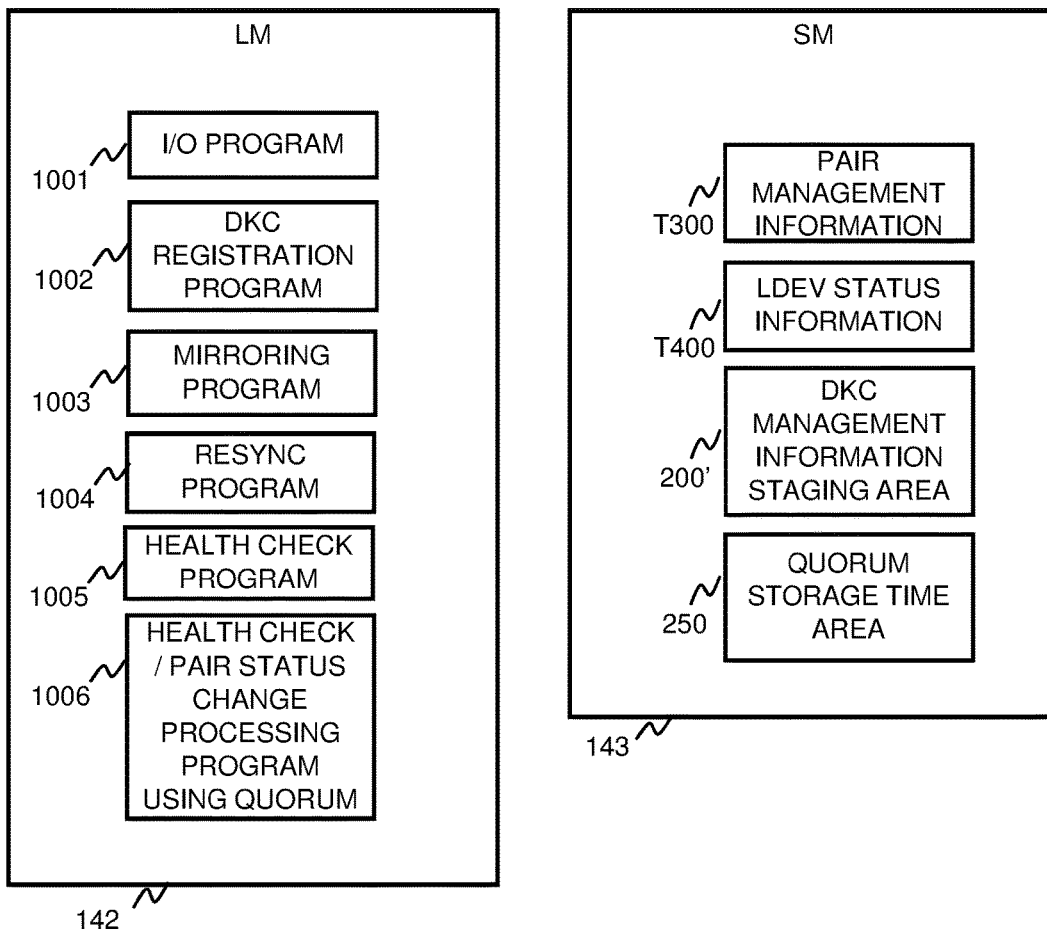 LM
I/O PROGRAM
1001
DKC
REGISTRATION
PROGRAM
1002
MIRRORING
PROGRAM
1003
RESYNC
PROGRAM
1004
HEALTH CHECK
PROGRAM
1005
HEALTH CHECK
/ PAIR STATUS
CHANGE
PROCESSING
PROGRAM
USING QUORUM
1006
142
SM
PAIR
MANAGEMENT
INFORMATION
T300
LDEV STATUS
INFORMATION
T400
DKC
MANAGEMENT
INFORMATION
STAGING AREA
200'
QUORUM
STORAGE TIME
AREA
250
143